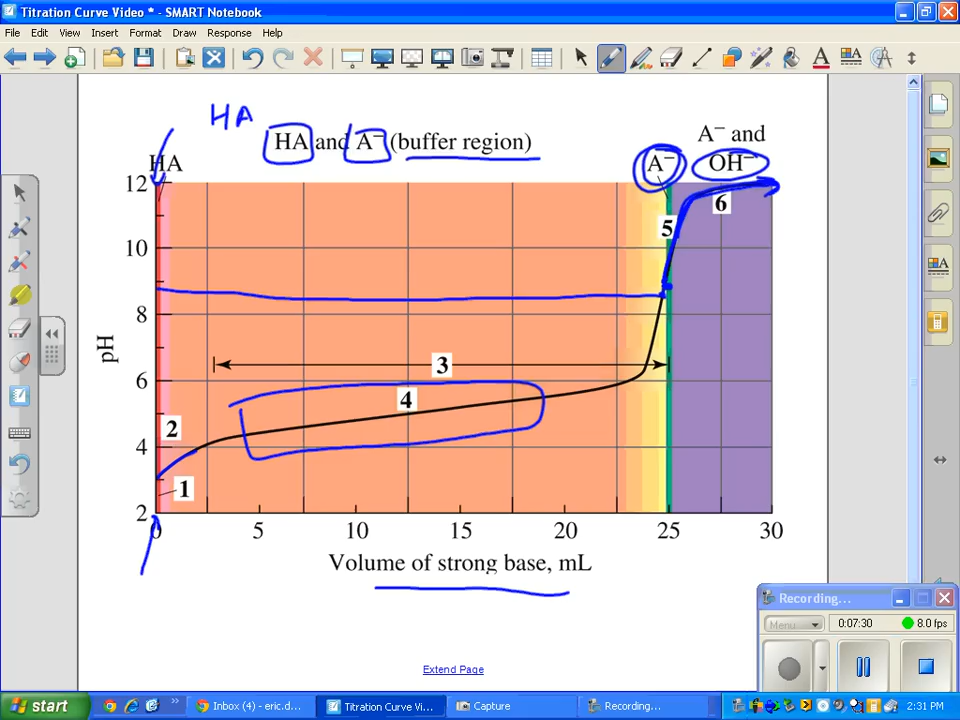 Titration Curve Video * - SMART Notebook
File Edit View Insert Format Draw Response Help
HA
HA and A⁻ (buffer region)
A⁻ and
HA
A⁻
OH⁻
12
10
8
6
4
2
pH
1
2
3
4
5
6
0 5 10 15 20 25 30
Volume of strong base, mL
Extend Page
Recording...
Menu
0:07:30
8.0 fps
start
Inbox (4) - eric.d...
Titration Curve Vi...
Capture
Recording...
2:31 PM